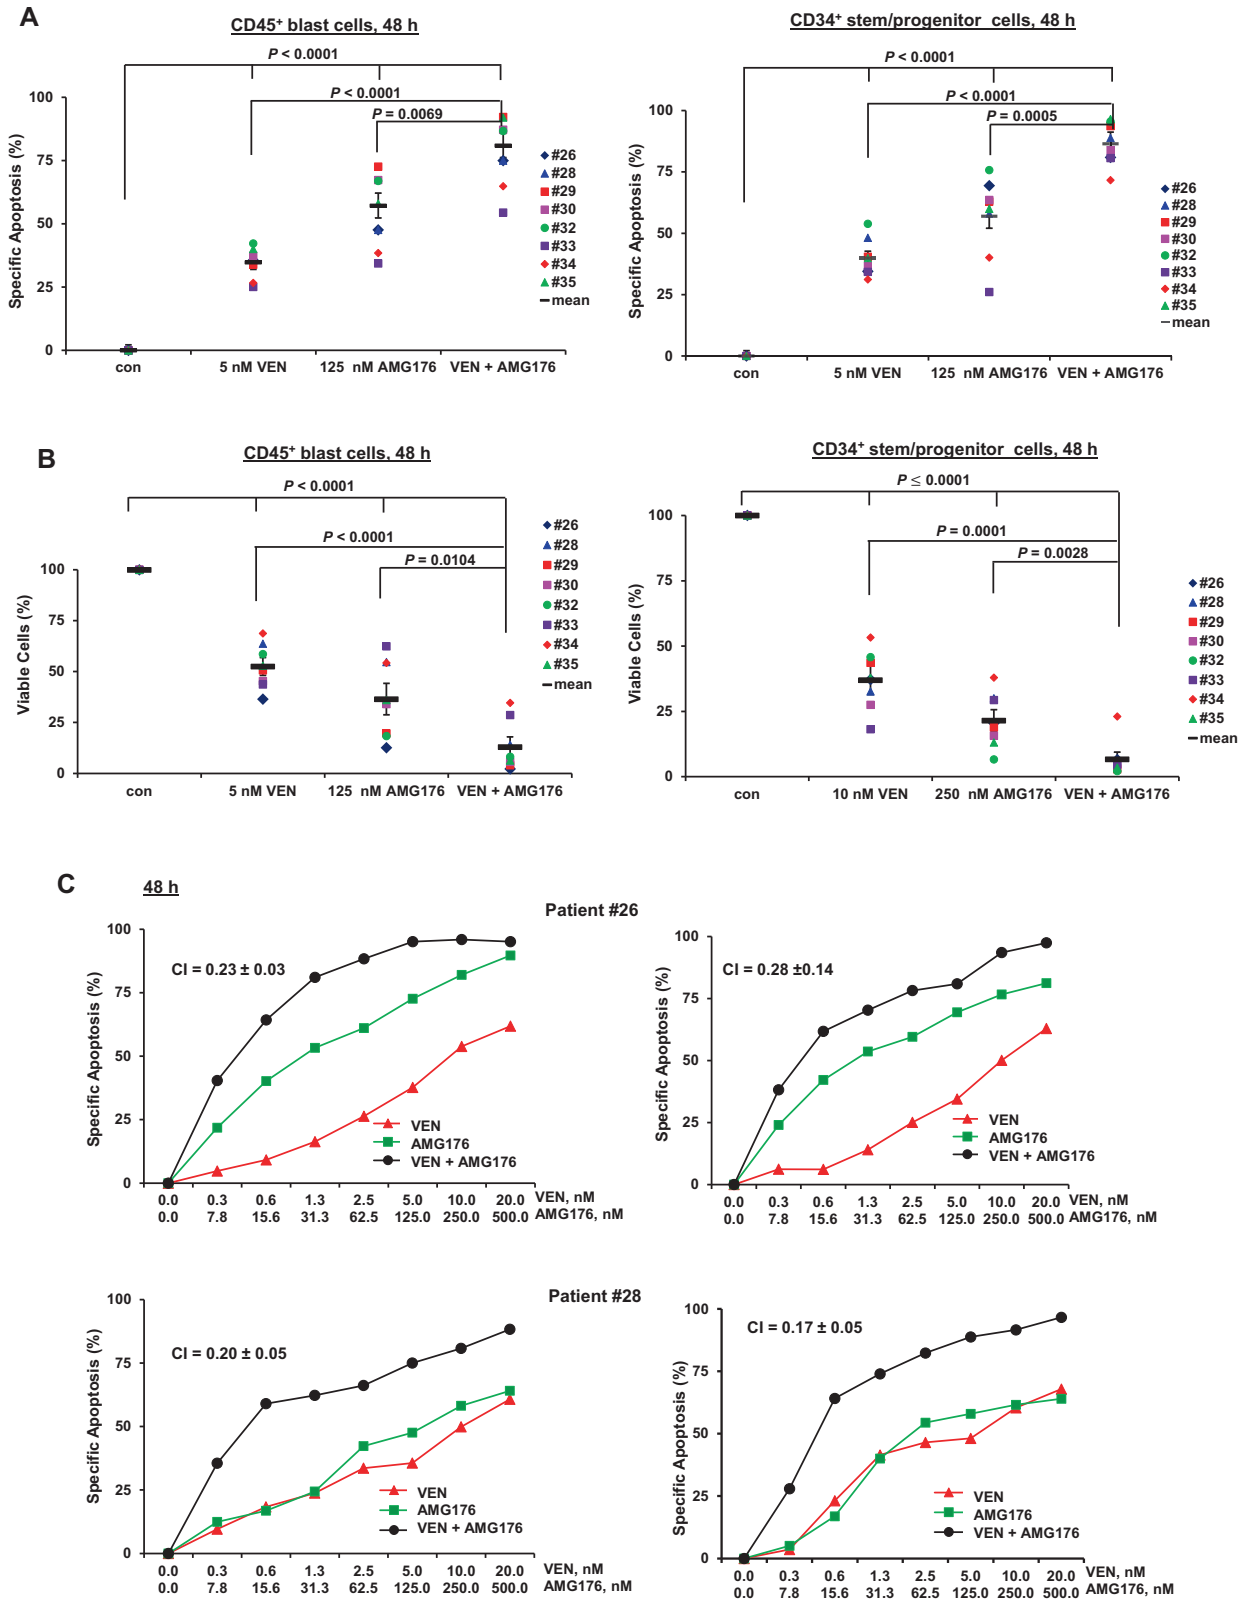 A
CD45+ blast cells, 48 h
P < 0.0001
P < 0.0001
P = 0.0069
Specific Apoptosis (%)
100
75
50
25
0
con
5 nM VEN
125 nM AMG176
VEN + AMG176
#26
#28
#29
#30
#32
#33
#34
#35
mean
CD34+ stem/progenitor cells, 48 h
P < 0.0001
P < 0.0001
P = 0.0005
Specific Apoptosis (%)
100
75
50
25
0
con
5 nM VEN
125 nM AMG176
VEN + AMG176
#26
#28
#29
#30
#32
#33
#34
#35
mean
B
CD45+ blast cells, 48 h
P < 0.0001
P < 0.0001
P = 0.0104
Viable Cells (%)
100
75
50
25
0
con
5 nM VEN
125 nM AMG176
VEN + AMG176
#26
#28
#29
#30
#32
#33
#34
#35
mean
CD34+ stem/progenitor cells, 48 h
P ≤ 0.0001
P = 0.0001
P = 0.0028
Viable Cells (%)
100
75
50
25
0
con
10 nM VEN
250 nM AMG176
VEN + AMG176
#26
#28
#29
#30
#32
#33
#34
#35
mean
C
48 h
Patient #26
CI = 0.23 ± 0.03
Specific Apoptosis (%)
100
75
50
25
0
VEN
AMG176
VEN + AMG176
0.0 0.3 0.6 1.3 2.5 5.0 10.0 20.0 VEN, nM
0.0 7.8 15.6 31.3 62.5 125.0 250.0 500.0 AMG176, nM
CI = 0.28 ±0.14
Specific Apoptosis (%)
100
75
50
25
0
VEN
AMG176
VEN + AMG176
0.0 0.3 0.6 1.3 2.5 5.0 10.0 20.0 VEN, nM
0.0 7.8 15.6 31.3 62.5 125.0 250.0 500.0 AMG176, nM
Patient #28
CI = 0.20 ± 0.05
Specific Apoptosis (%)
100
75
50
25
0
VEN
AMG176
VEN + AMG176
0.0 0.3 0.6 1.3 2.5 5.0 10.0 20.0 VEN, nM
0.0 7.8 15.6 31.3 62.5 125.0 250.0 500.0 AMG176, nM
CI = 0.17 ± 0.05
Specific Apoptosis (%)
100
75
50
25
0
VEN
AMG176
VEN + AMG176
0.0 0.3 0.6 1.3 2.5 5.0 10.0 20.0 VEN, nM
0.0 7.8 15.6 31.3 62.5 125.0 250.0 500.0 AMG176, nM